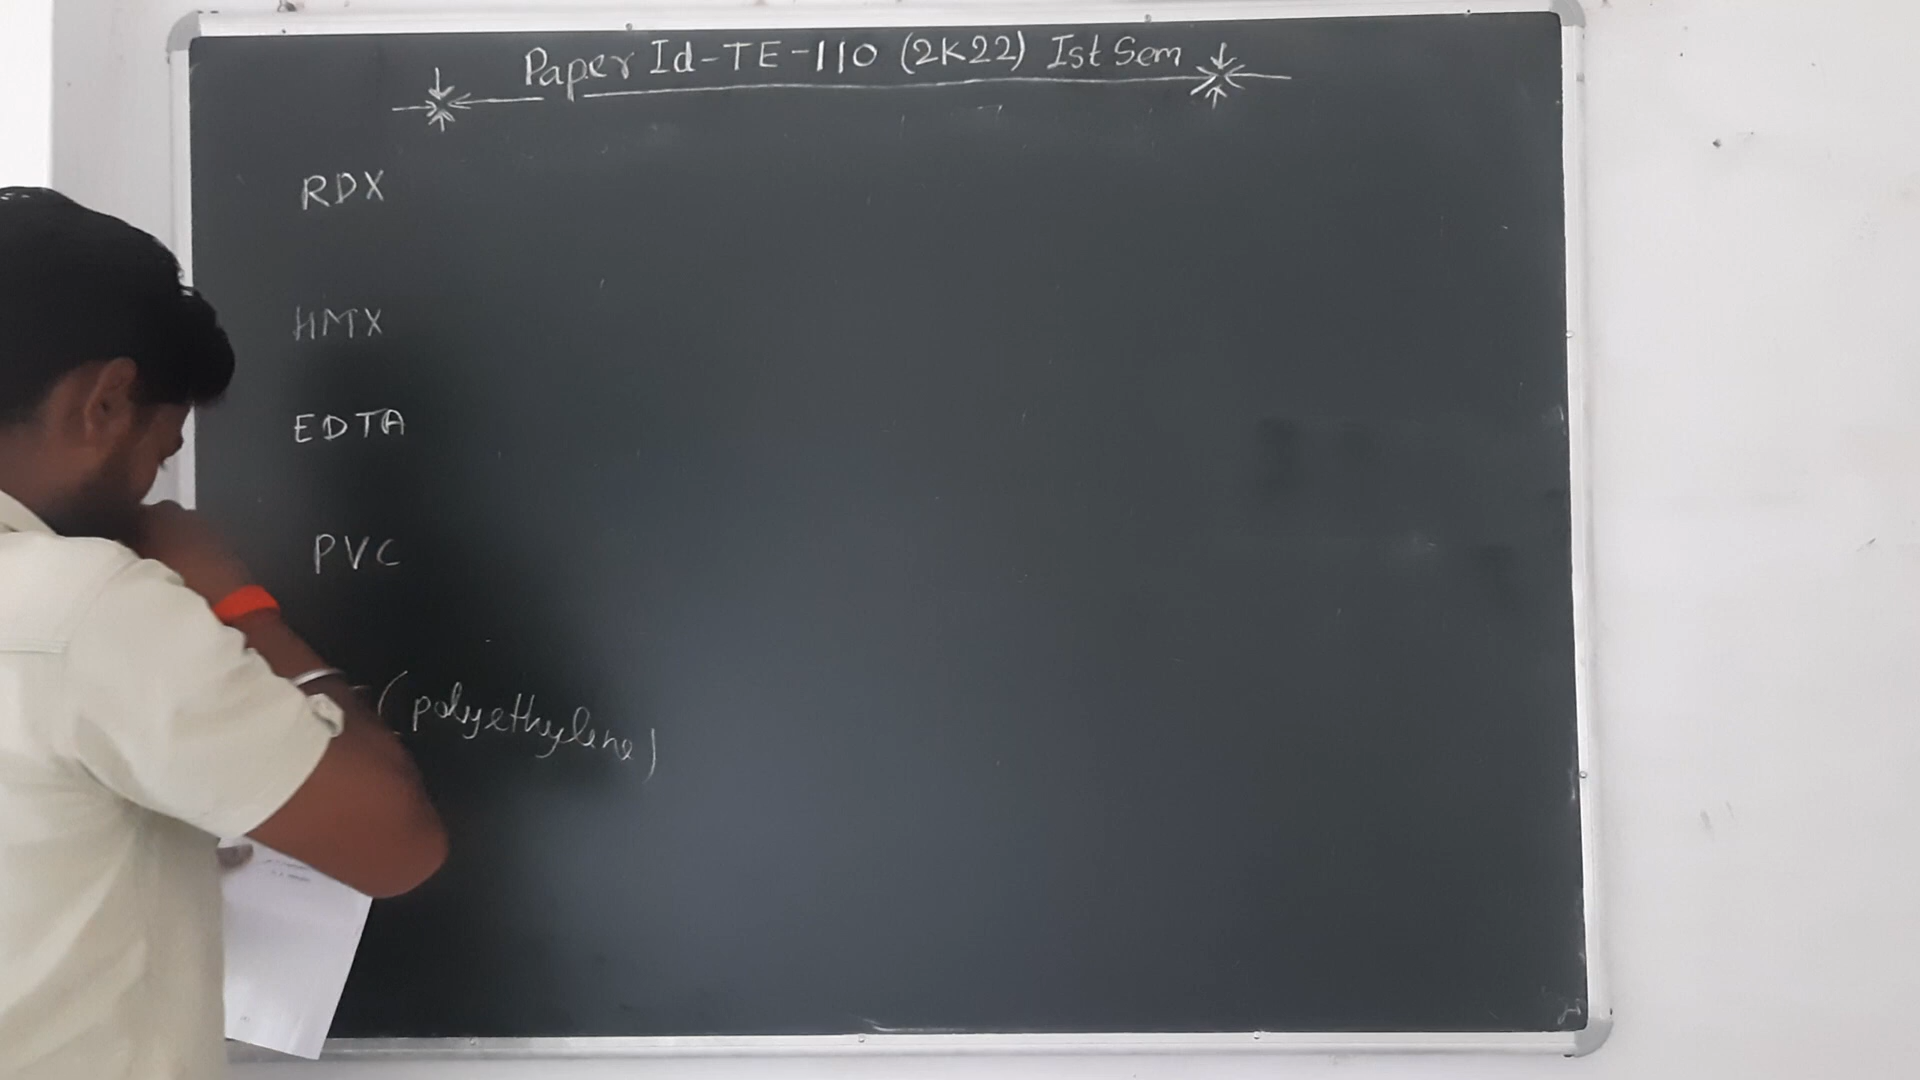 Paper Id-TE-110 (2K22) Ist Sem
RDX
HMX
EDTA
PVC
(polyethylene)